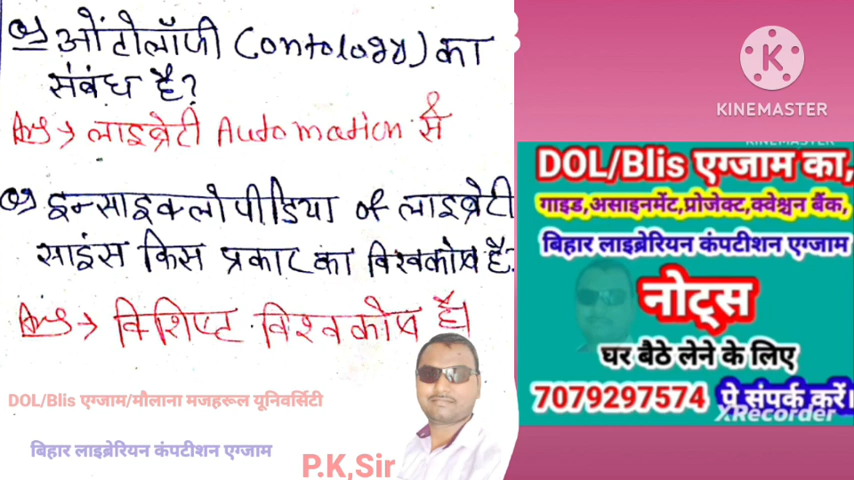 Q) ओंटोलॉजी (ontology) का
संबंध है?
Ans → लाइब्रेरी Automation से
Q) इन्साइक्लोपीडिया of लाइब्रेरी
साइंस किस प्रकार का विश्वकोष है?
Ans → विशिष्ट विश्वकोष है।
DOL/Blis एग्जाम/मौलाना मजहरूल यूनिवर्सिटी
बिहार लाइब्रेरियन कंपटीशन एग्जाम
P.K,Sir
KINEMASTER
KINEMASTER
DOL/Blis एग्जाम का,
गाइड,असाइनमेंट,प्रोजेक्ट,क्वेश्चन बैंक,
बिहार लाइब्रेरियन कंपटीशन एग्जाम
नोट्स
घर बैठे लेने के लिए
7079297574 पे संपर्क करें।
XRecorder